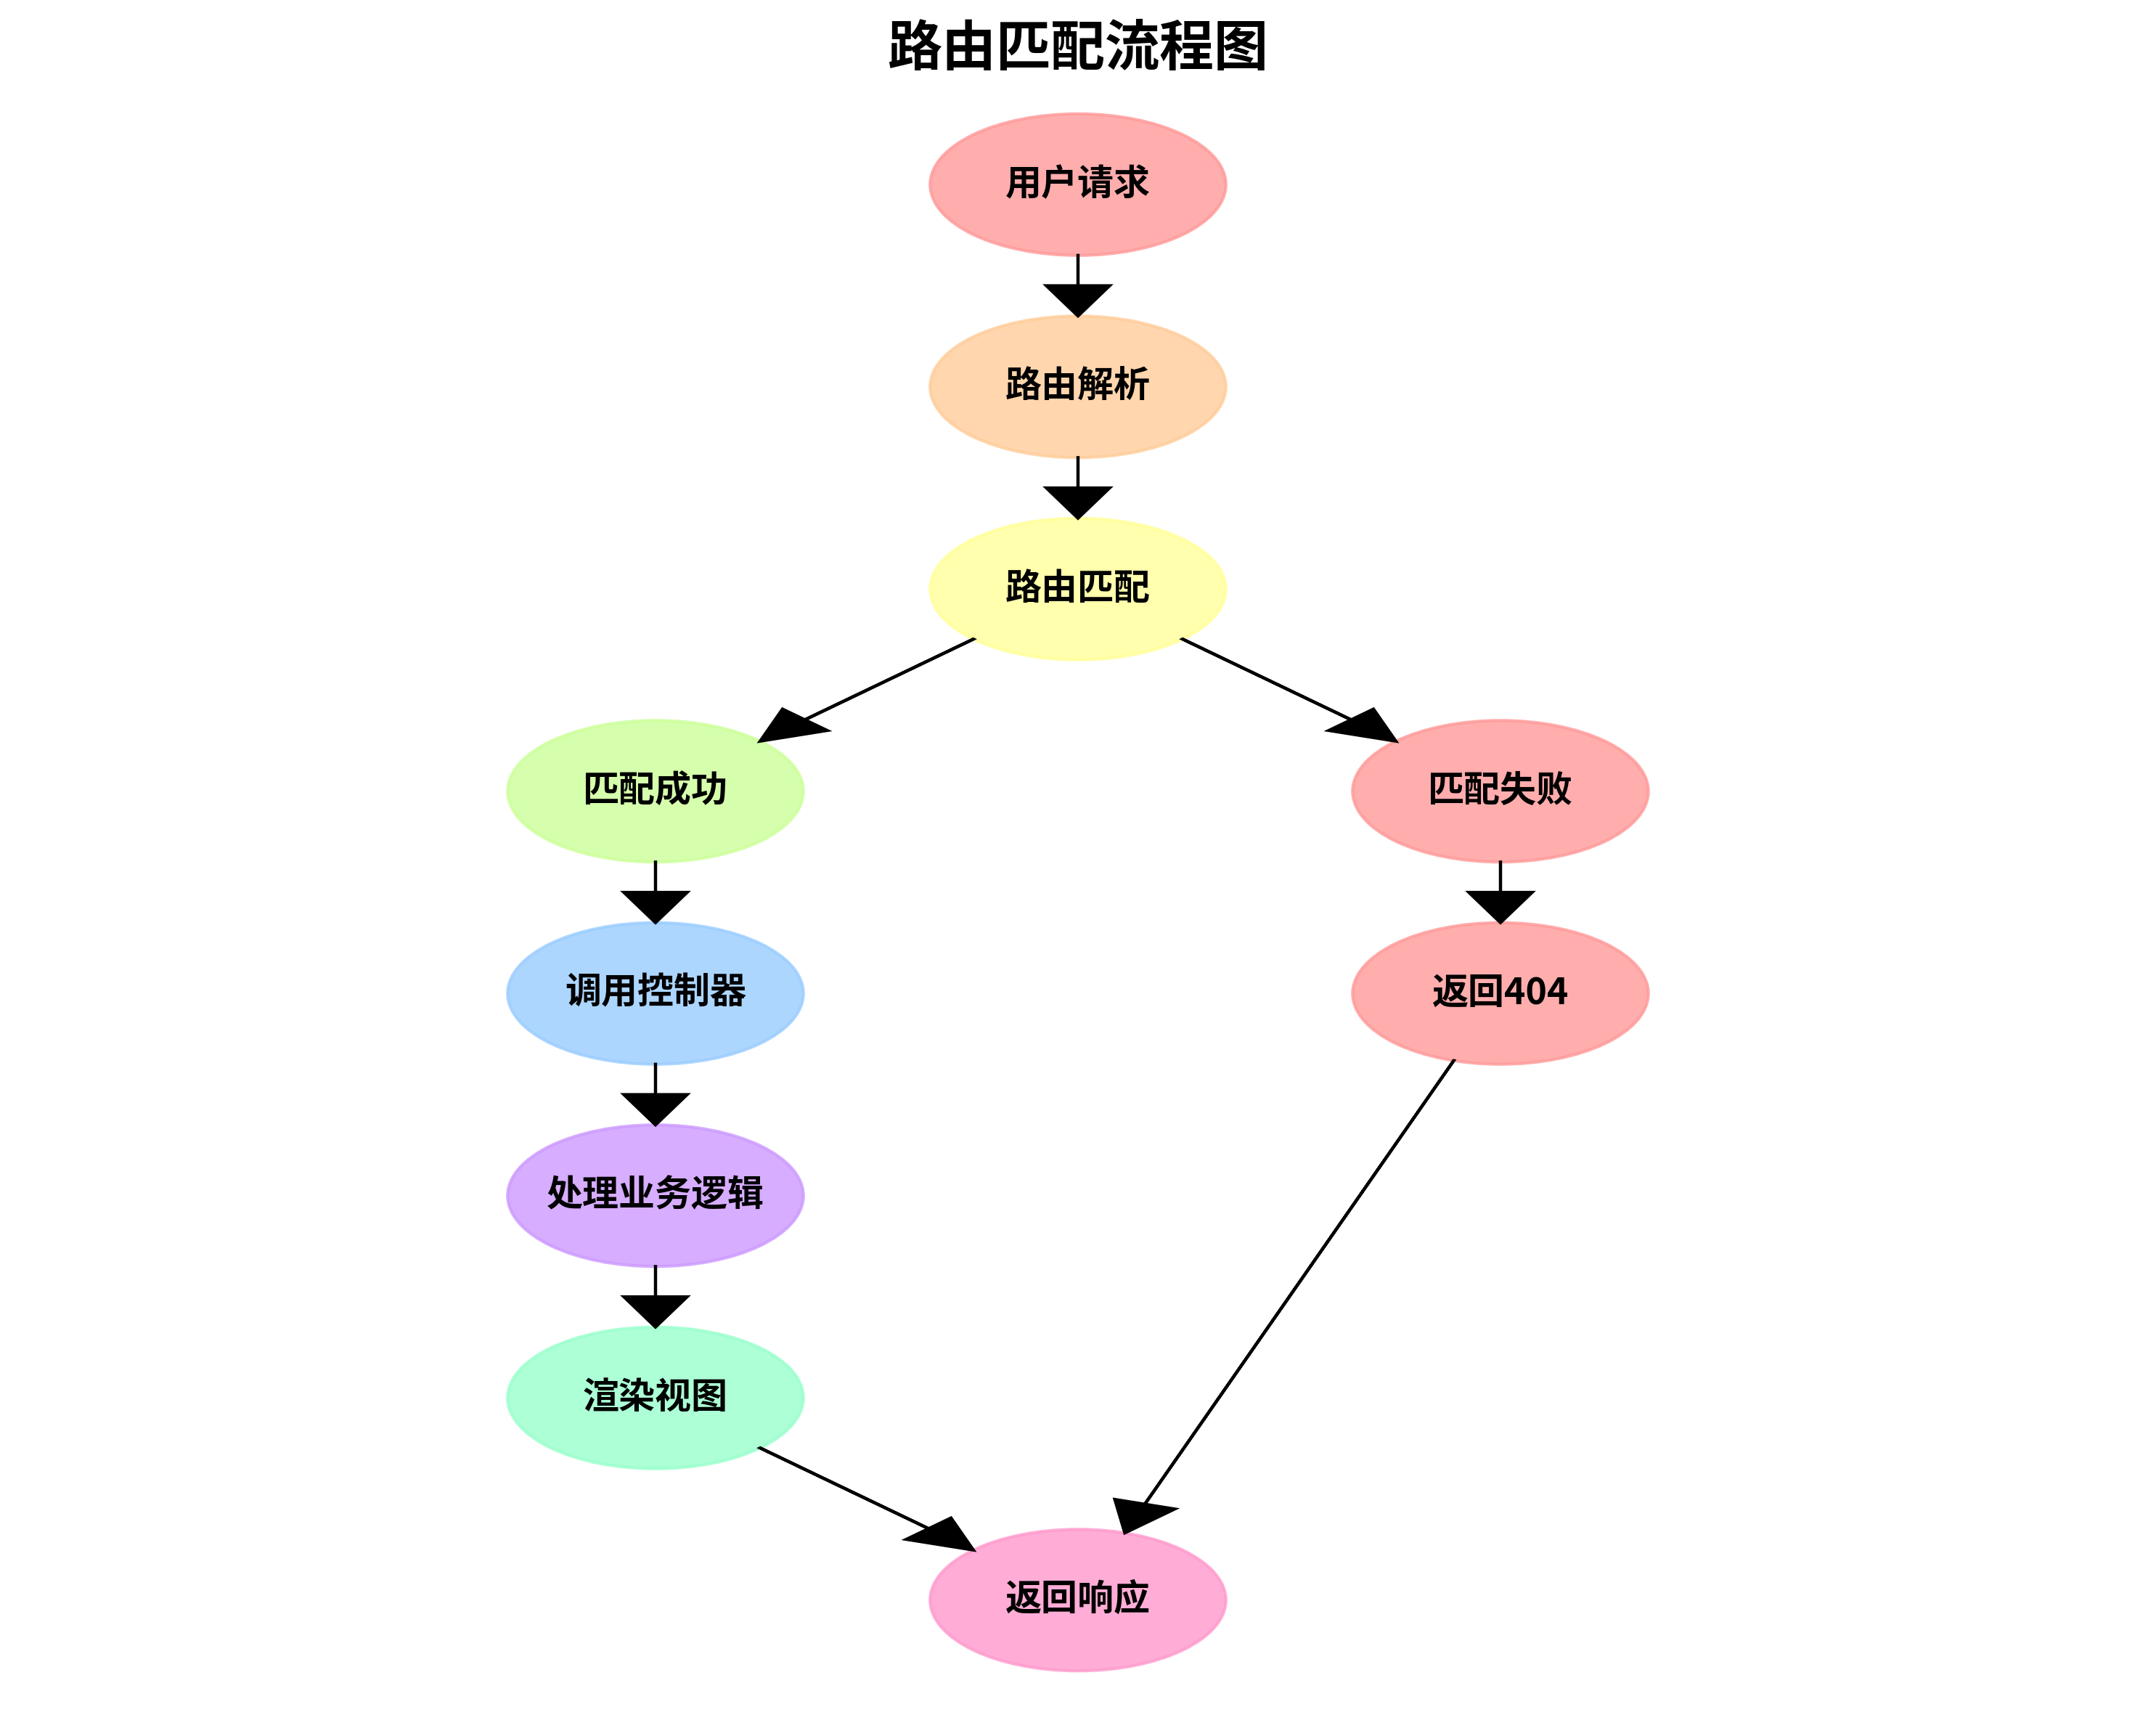 路由匹配流程图
用户请求
路由解析
路由匹配
匹配成功
匹配失败
调用控制器
返回404
处理业务逻辑
渲染视图
返回响应